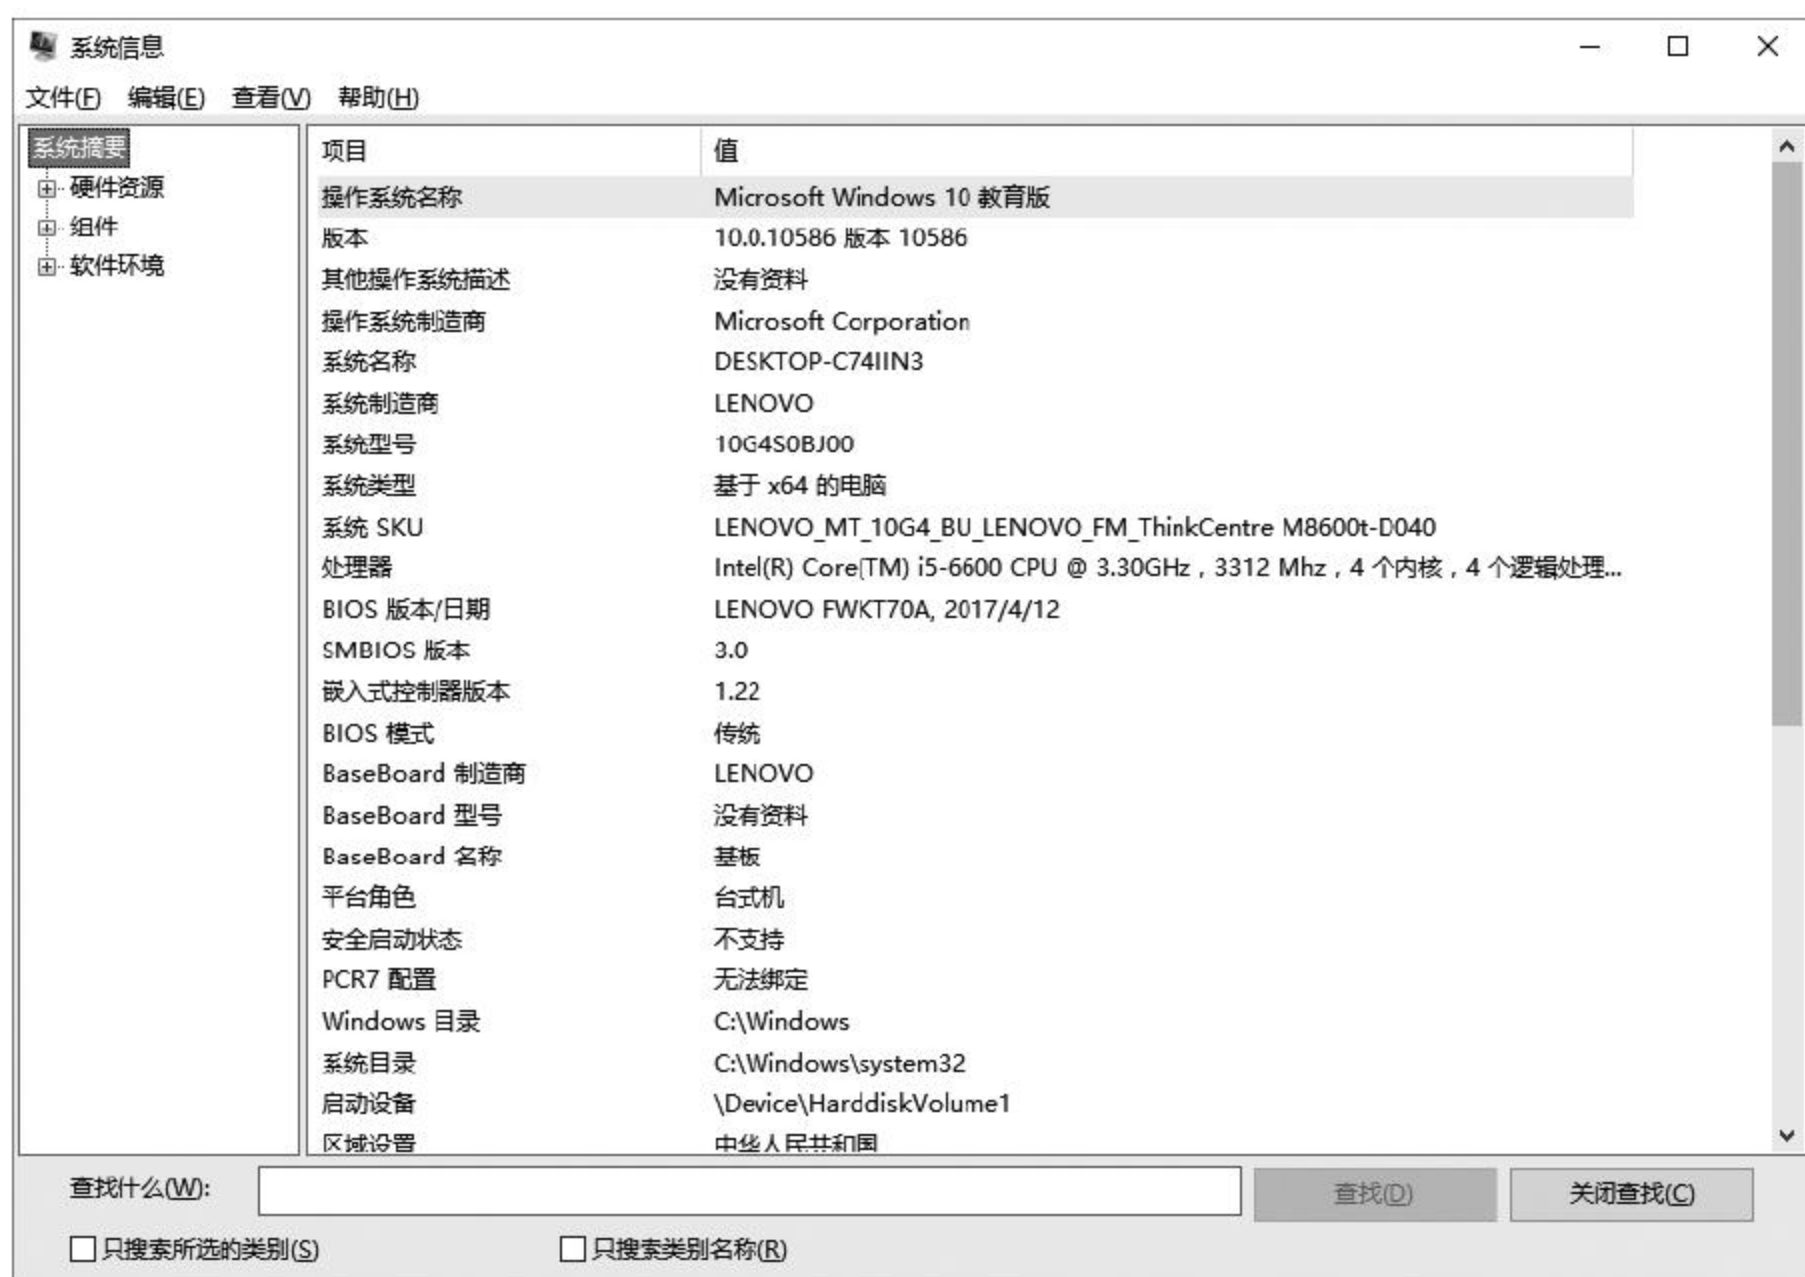 系统信息
文件(F) 编辑(E) 查看(V) 帮助(H)
系统摘要
硬件资源
组件
软件环境
项目 值
操作系统名称 Microsoft Windows 10 教育版
版本 10.0.10586 版本 10586
其他操作系统描述 没有资料
操作系统制造商 Microsoft Corporation
系统名称 DESKTOP-C74IIN3
系统制造商 LENOVO
系统型号 10G4S0BJ00
系统类型 基于 x64 的电脑
系统 SKU LENOVO_MT_10G4_BU_LENOVO_FM_ThinkCentre M8600t-D040
处理器 Intel(R) Core(TM) i5-6600 CPU @ 3.30GHz，3312 Mhz，4 个内核，4 个逻辑处理...
BIOS 版本/日期 LENOVO FWKT70A, 2017/4/12
SMBIOS 版本 3.0
嵌入式控制器版本 1.22
BIOS 模式 传统
BaseBoard 制造商 LENOVO
BaseBoard 型号 没有资料
BaseBoard 名称 基板
平台角色 台式机
安全启动状态 不支持
PCR7 配置 无法绑定
Windows 目录 C:\Windows
系统目录 C:\Windows\system32
启动设备 \Device\HarddiskVolume1
区域设置 中华人民共和国
查找什么(W): 查找(D) 关闭查找(C)
只搜索所选的类别(S) 只搜索类别名称(R)